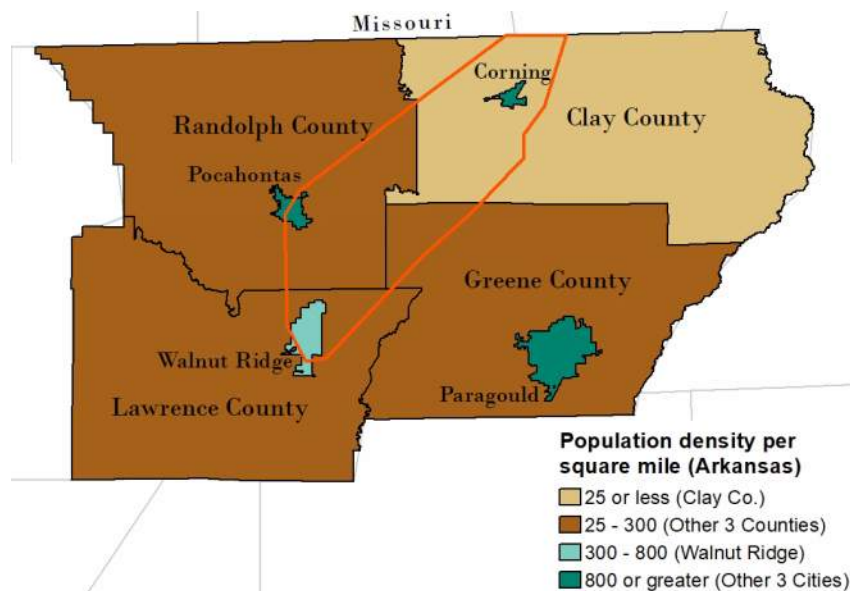 Missouri
Corning
Randolph County
Clay County
Pocahontas
Greene County
Walnut Ridge
Paragould
Lawrence County
Population density per
square mile (Arkansas)
25 or less (Clay Co.)
25 - 300 (Other 3 Counties)
300 - 800 (Walnut Ridge)
800 or greater (Other 3 Cities)